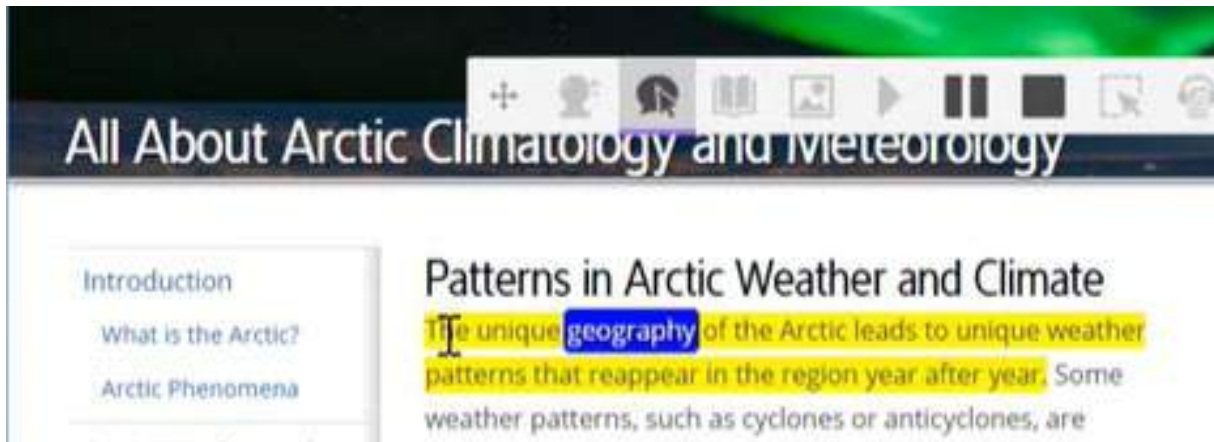 All About Arctic Climatology and Meteorology
Introduction
What is the Arctic?
Arctic Phenomena
Patterns in Arctic Weather and Climate
The unique geography of the Arctic leads to unique weather
patterns that reappear in the region year after year. Some
weather patterns, such as cyclones or anticyclones, are